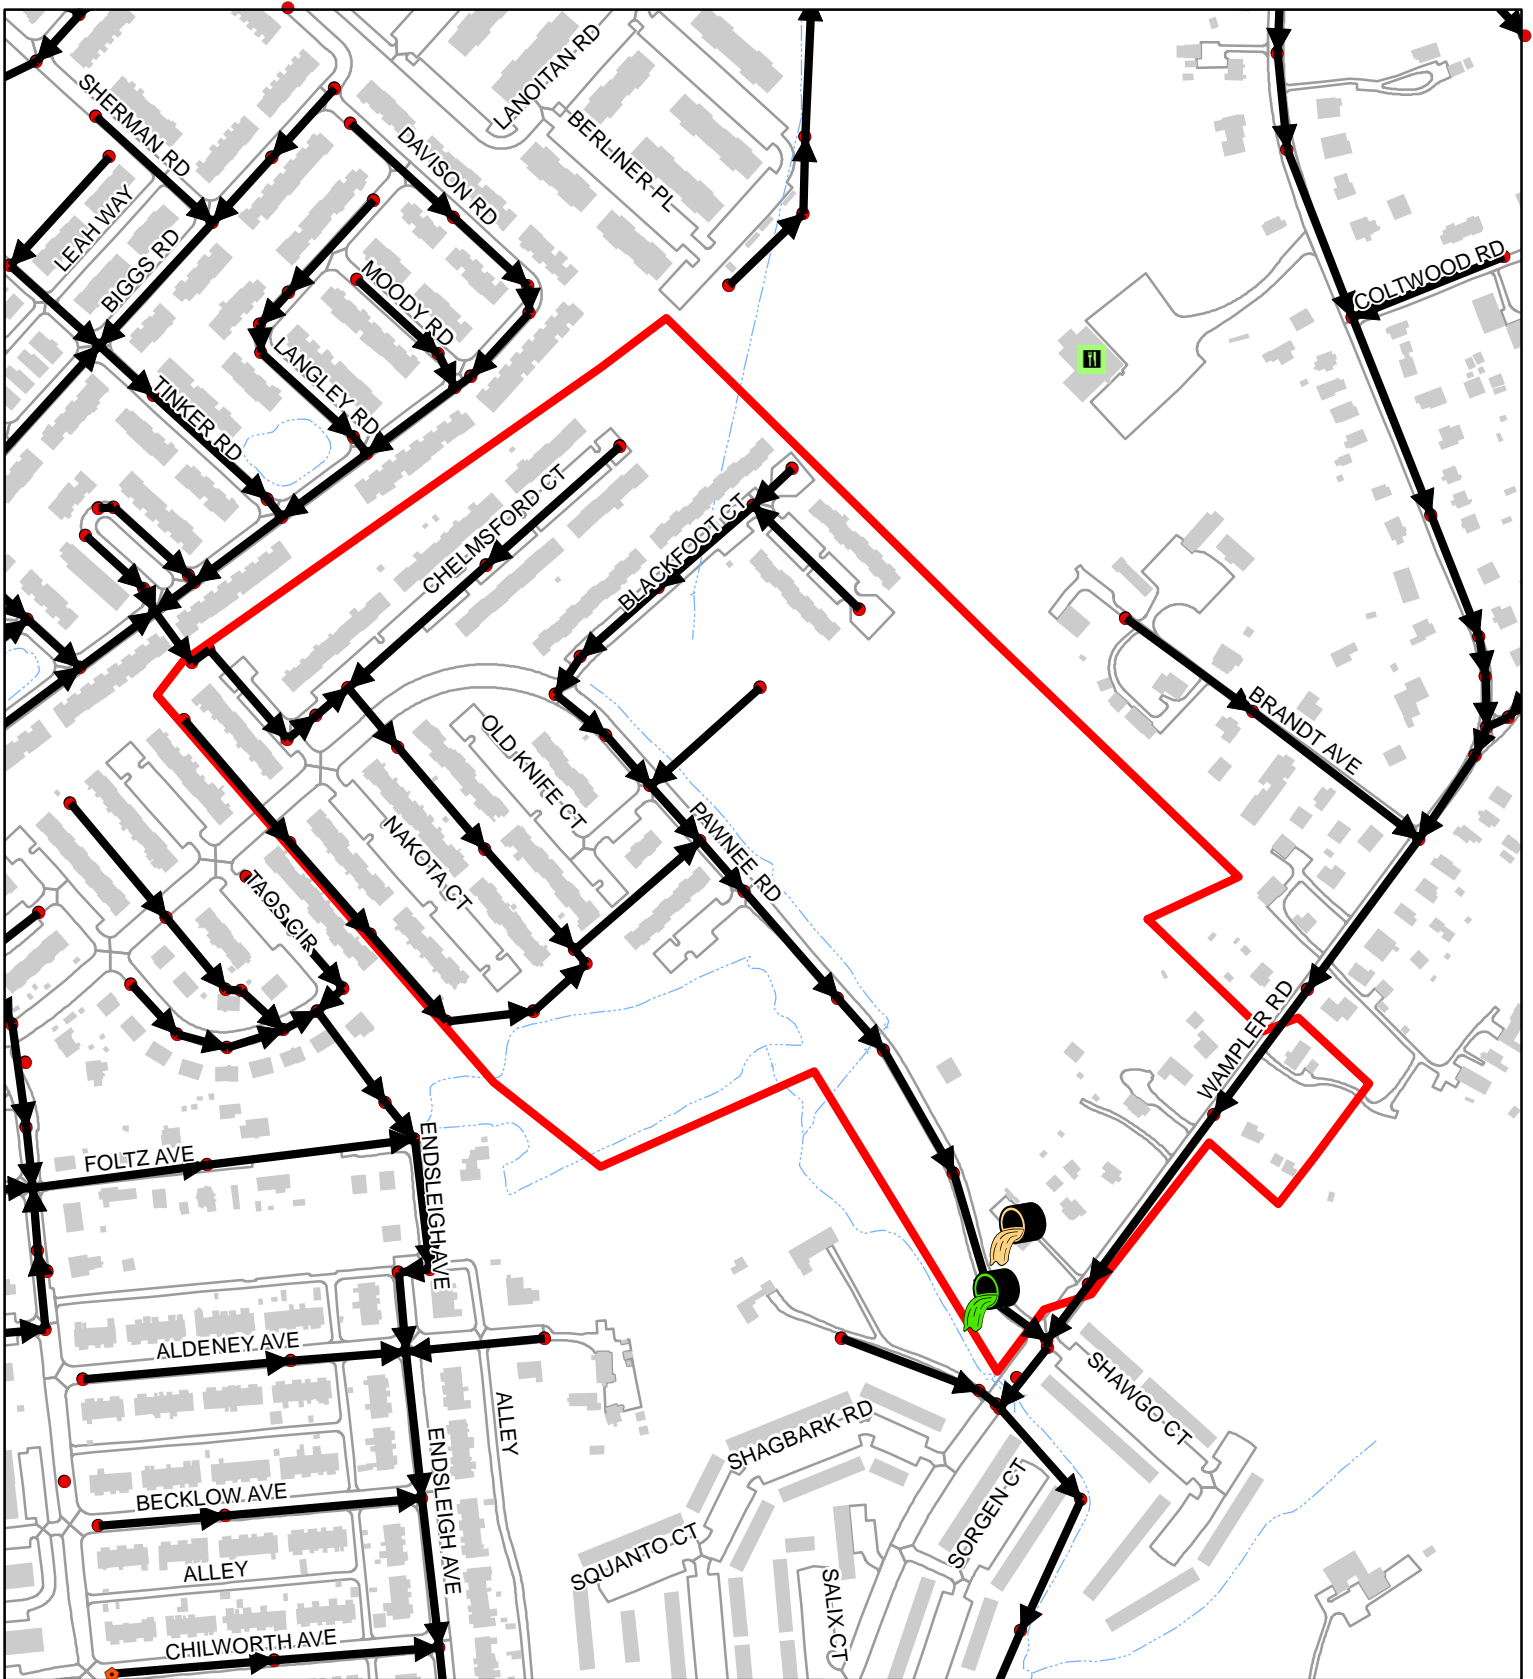 LANOITAN RD
SHERMAN RD
BERLINER PL
DAVISON RD
LEAH WAY
BIGGS RD
COLTWOOD RD
MOODY RD
LANGLEY RD
TINKER RD
CHELMSFORD CT
BLACKFOOT CT
BRANDT AVE
OLD KNIFE CT
PAWNEE RD
NAKOTA CT
TAOS CIR
WAMPLER RD
FOLTZ AVE
ENDSLEIGH AVE
ALDENEY AVE
SHAWGO CT
ALLEY
SHAGBARK RD
ENDSLEIGH AVE
SORGEN CT
BECKLOW AVE
SQUANTO CT
ALLEY
SALIX CT
CHILWORTH AVE